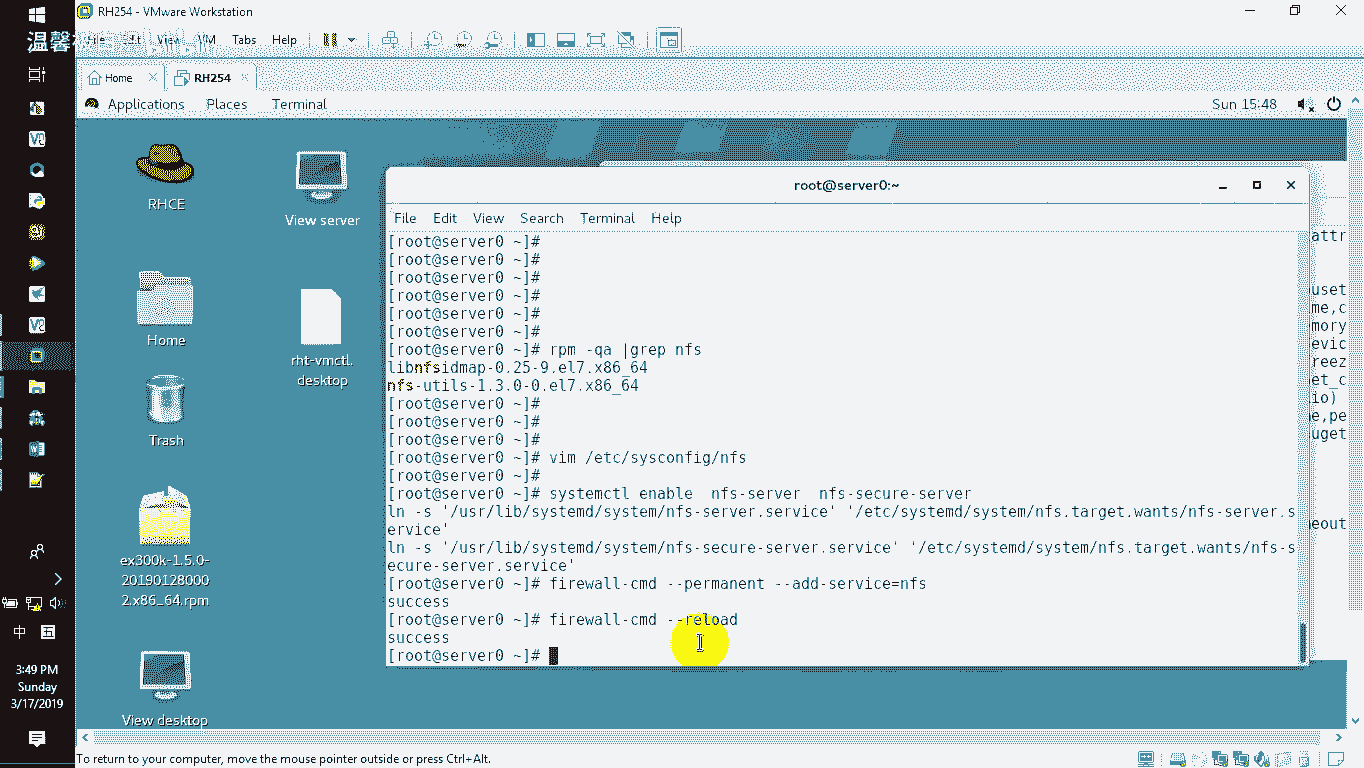 RH254 - VMware Workstation
温馨
View VM Tabs Help
Home RH254
Applications Places Terminal Sun 15:48
RHCE
View server
Home
rht-vmctl.
desktop
Trash
ex300k-1.5.0-
20190128000
2.x86_64.rpm
View desktop
root@server0:~
File Edit View Search Terminal Help
[root@server0 ~]#
[root@server0 ~]#
[root@server0 ~]#
[root@server0 ~]#
[root@server0 ~]#
[root@server0 ~]#
[root@server0 ~]# rpm -qa |grep nfs
libnfsidmap-0.25-9.el7.x86_64
nfs-utils-1.3.0-0.el7.x86_64
[root@server0 ~]#
[root@server0 ~]#
[root@server0 ~]#
[root@server0 ~]# vim /etc/sysconfig/nfs
[root@server0 ~]#
[root@server0 ~]# systemctl enable  nfs-server  nfs-secure-server
ln -s '/usr/lib/systemd/system/nfs-server.service' '/etc/systemd/system/nfs.target.wants/nfs-server.s
ervice'
ln -s '/usr/lib/systemd/system/nfs-secure-server.service' '/etc/systemd/system/nfs.target.wants/nfs-s
ecure-server.service'
[root@server0 ~]# firewall-cmd --permanent --add-service=nfs
success
[root@server0 ~]# firewall-cmd --reload
success
[root@server0 ~]#
attr
uset
me,c
mory
evic
reez
et_c
io)
e,pe
uget
eout
中 五
3:49 PM
Sunday
3/17/2019
To return to your computer, move the mouse pointer outside or press Ctrl+Alt.